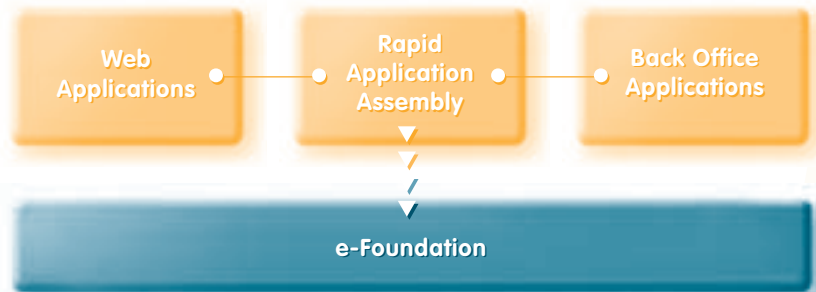 Web
Applications
Rapid
Application
Assembly
Back Office
Applications
e-Foundation